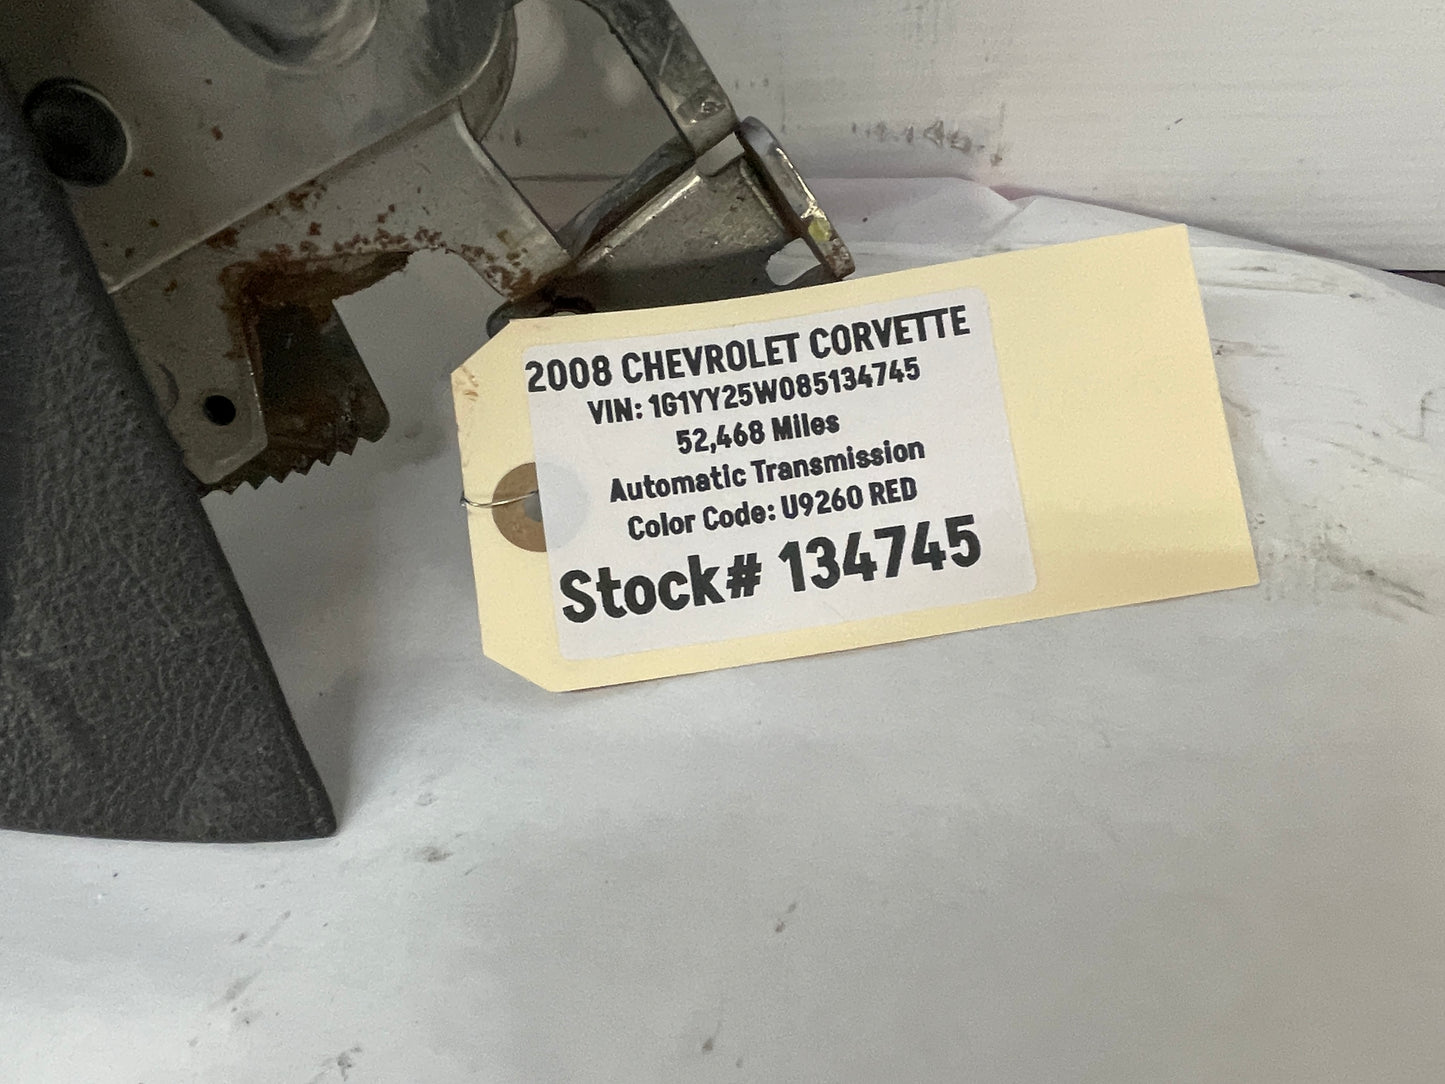 2008 CHEVROLET CORVETTE
VIN: 1G1YY25W085134745
52,468 Miles
Automatic Transmission
Color Code: U9260 RED
Stock# 134745